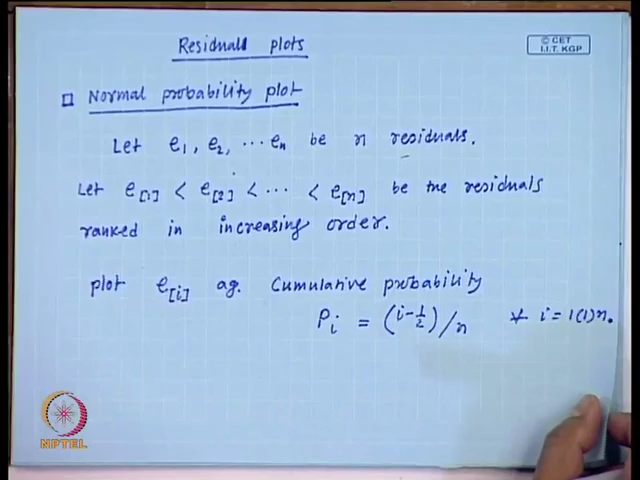 Residuall plots
© CET
I.I.T. KGP
□ Normal probability plot
Let e₁, e₂, ... eₙ be n residuals.
Let e[1] < e[2] < ... < e[n] be the residuals
ranked in increasing order.
plot e[i] ag. Cumulative probability
Pᵢ = (i-1/2)/n ∀ i = 1(1)n.
NPTEL